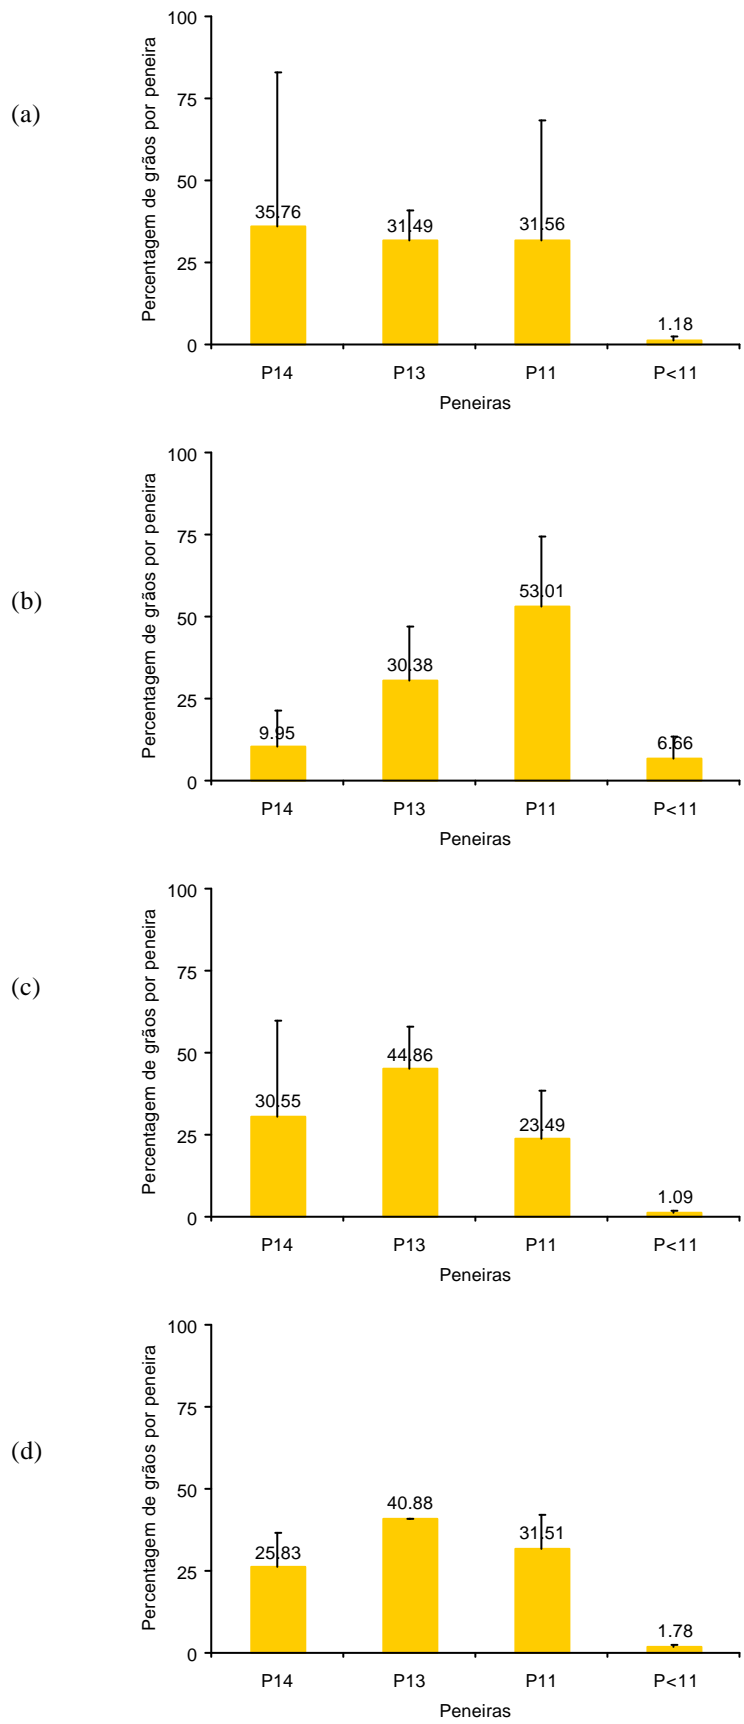 (a)
Percentagem de grãos por peneira
100
75
50
25
0
35.76
31.49
31.56
1.18
P14 P13 P11 P<11
Peneiras
(b)
Percentagem de grãos por peneira
100
75
50
25
0
9.95
30.38
53.01
6.66
P14 P13 P11 P<11
Peneiras
(c)
Percentagem de grãos por peneira
100
75
50
25
0
30.55
44.86
23.49
1.09
P14 P13 P11 P<11
Peneiras
(d)
Percentagem de grãos por peneira
100
75
50
25
0
25.83
40.88
31.51
1.78
P14 P13 P11 P<11
Peneiras